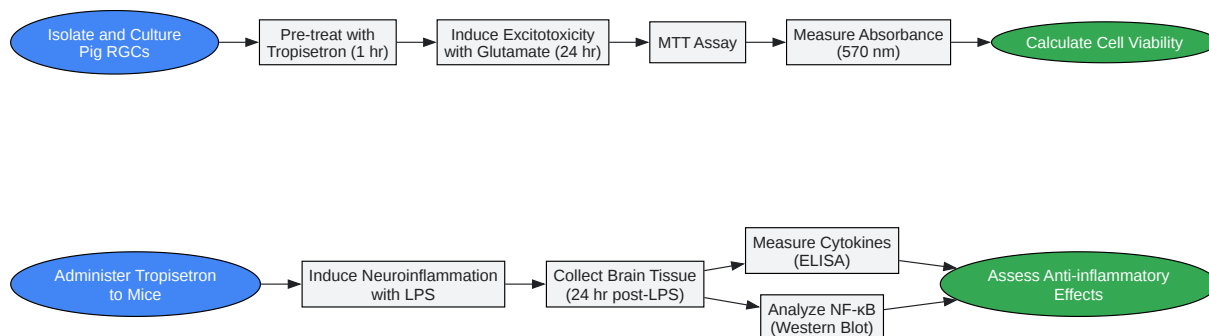 Isolate and Culture
Pig RGCs
Pre-treat with
Tropisetron (1 hr)
Induce Excitotoxicity
with Glutamate (24 hr)
MTT Assay
Measure Absorbance
(570 nm)
Calculate Cell Viability
Administer Tropisetron
to Mice
Induce Neuroinflammation
with LPS
Collect Brain Tissue
(24 hr post-LPS)
Measure Cytokines
(ELISA)
Analyze NF-κB
(Western Blot)
Assess Anti-inflammatory
Effects